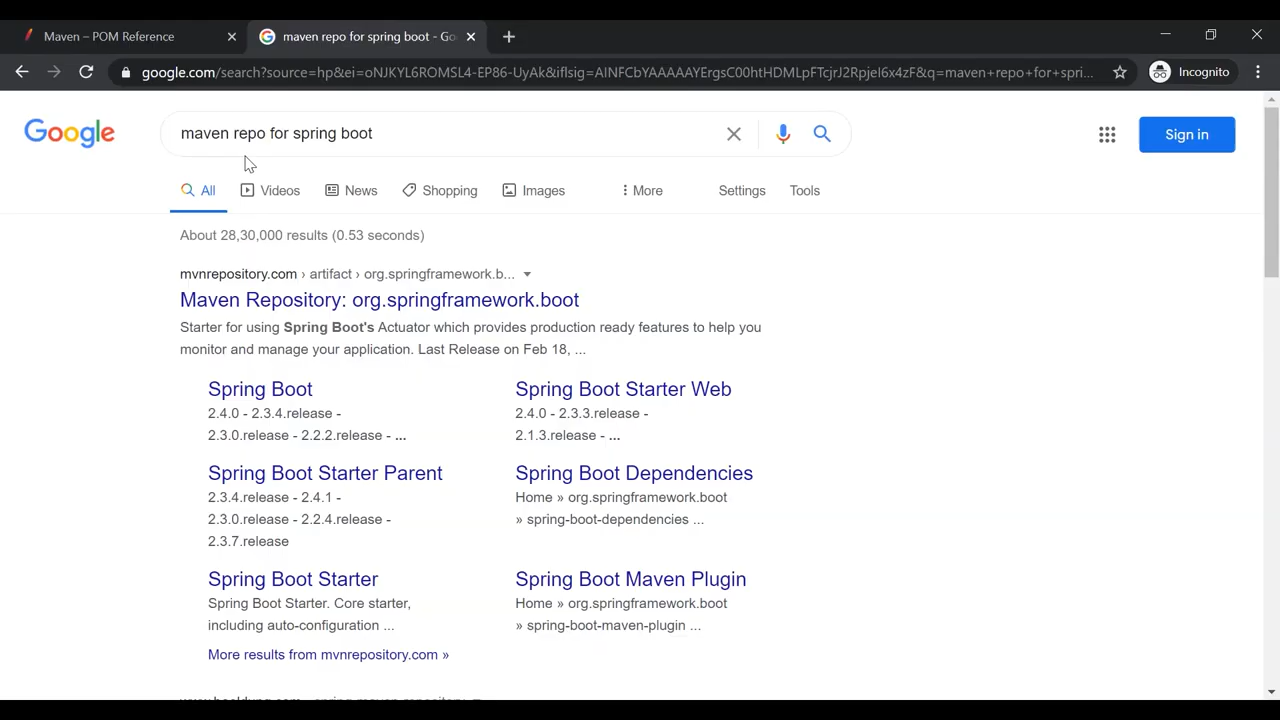 Maven – POM Reference
maven repo for spring boot - Go
google.com/search?source=hp&ei=oNJKYL6ROMSL4-EP86-UyAk&iflsig=AINFCbYAAAAAYErgsC00htHDMLpFTcjrJ2RpjeI6x4zF&q=maven+repo+for+spri...
Incognito
Google
maven repo for spring boot
Sign in
All
Videos
News
Shopping
Images
More
Settings
Tools
About 28,30,000 results (0.53 seconds)
mvnrepository.com › artifact › org.springframework.b...
Maven Repository: org.springframework.boot
Starter for using Spring Boot's Actuator which provides production ready features to help you
monitor and manage your application. Last Release on Feb 18, ...
Spring Boot
2.4.0 - 2.3.4.release -
2.3.0.release - 2.2.2.release - ...
Spring Boot Starter Web
2.4.0 - 2.3.3.release -
2.1.3.release - ...
Spring Boot Starter Parent
2.3.4.release - 2.4.1 -
2.3.0.release - 2.2.4.release -
2.3.7.release
Spring Boot Dependencies
Home » org.springframework.boot
» spring-boot-dependencies ...
Spring Boot Starter
Spring Boot Starter. Core starter,
including auto-configuration ...
Spring Boot Maven Plugin
Home » org.springframework.boot
» spring-boot-maven-plugin ...
More results from mvnrepository.com »